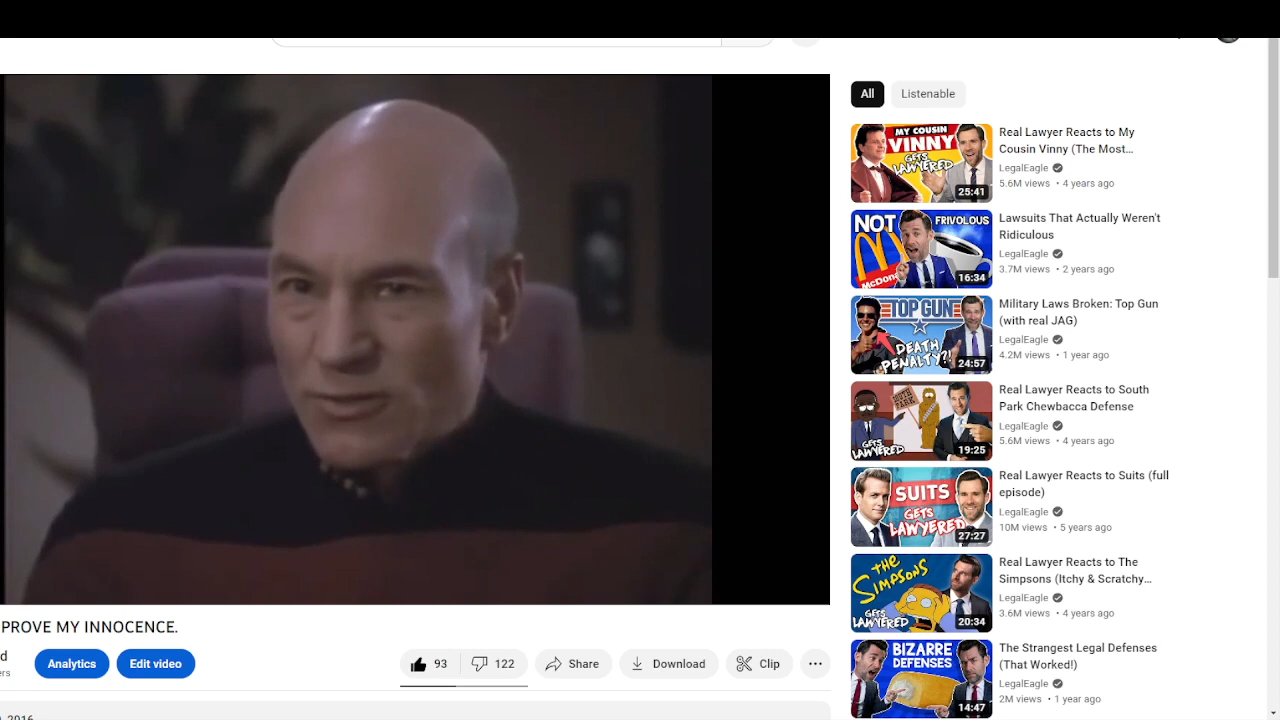 All
Listenable
MY COUSIN
VINNY
GETS
LAWYERED
25:41
Real Lawyer Reacts to My
Cousin Vinny (The Most...
LegalEagle
5.6M views • 4 years ago
NOT
FRIVOLOUS
McDon
16:34
Lawsuits That Actually Weren't
Ridiculous
LegalEagle
3.7M views • 2 years ago
TOP GUN
DEATH
PENALTY?!
24:57
Military Laws Broken: Top Gun
(with real JAG)
LegalEagle
4.2M views • 1 year ago
SOUTH
PARK
GETS
LAWYERED
19:25
Real Lawyer Reacts to South
Park Chewbacca Defense
LegalEagle
5.6M views • 4 years ago
SUITS
GETS
LAWYERED
27:27
Real Lawyer Reacts to Suits (full
episode)
LegalEagle
10M views • 5 years ago
THE
SIMPSONS
GETS
LAWYERED
20:34
Real Lawyer Reacts to The
Simpsons (Itchy & Scratchy...
LegalEagle
3.6M views • 4 years ago
BIZARRE
DEFENSES
14:47
The Strangest Legal Defenses
(That Worked!)
LegalEagle
2M views • 1 year ago
PROVE MY INNOCENCE.
d
ers
Analytics
Edit video
93
122
Share
Download
Clip
2016